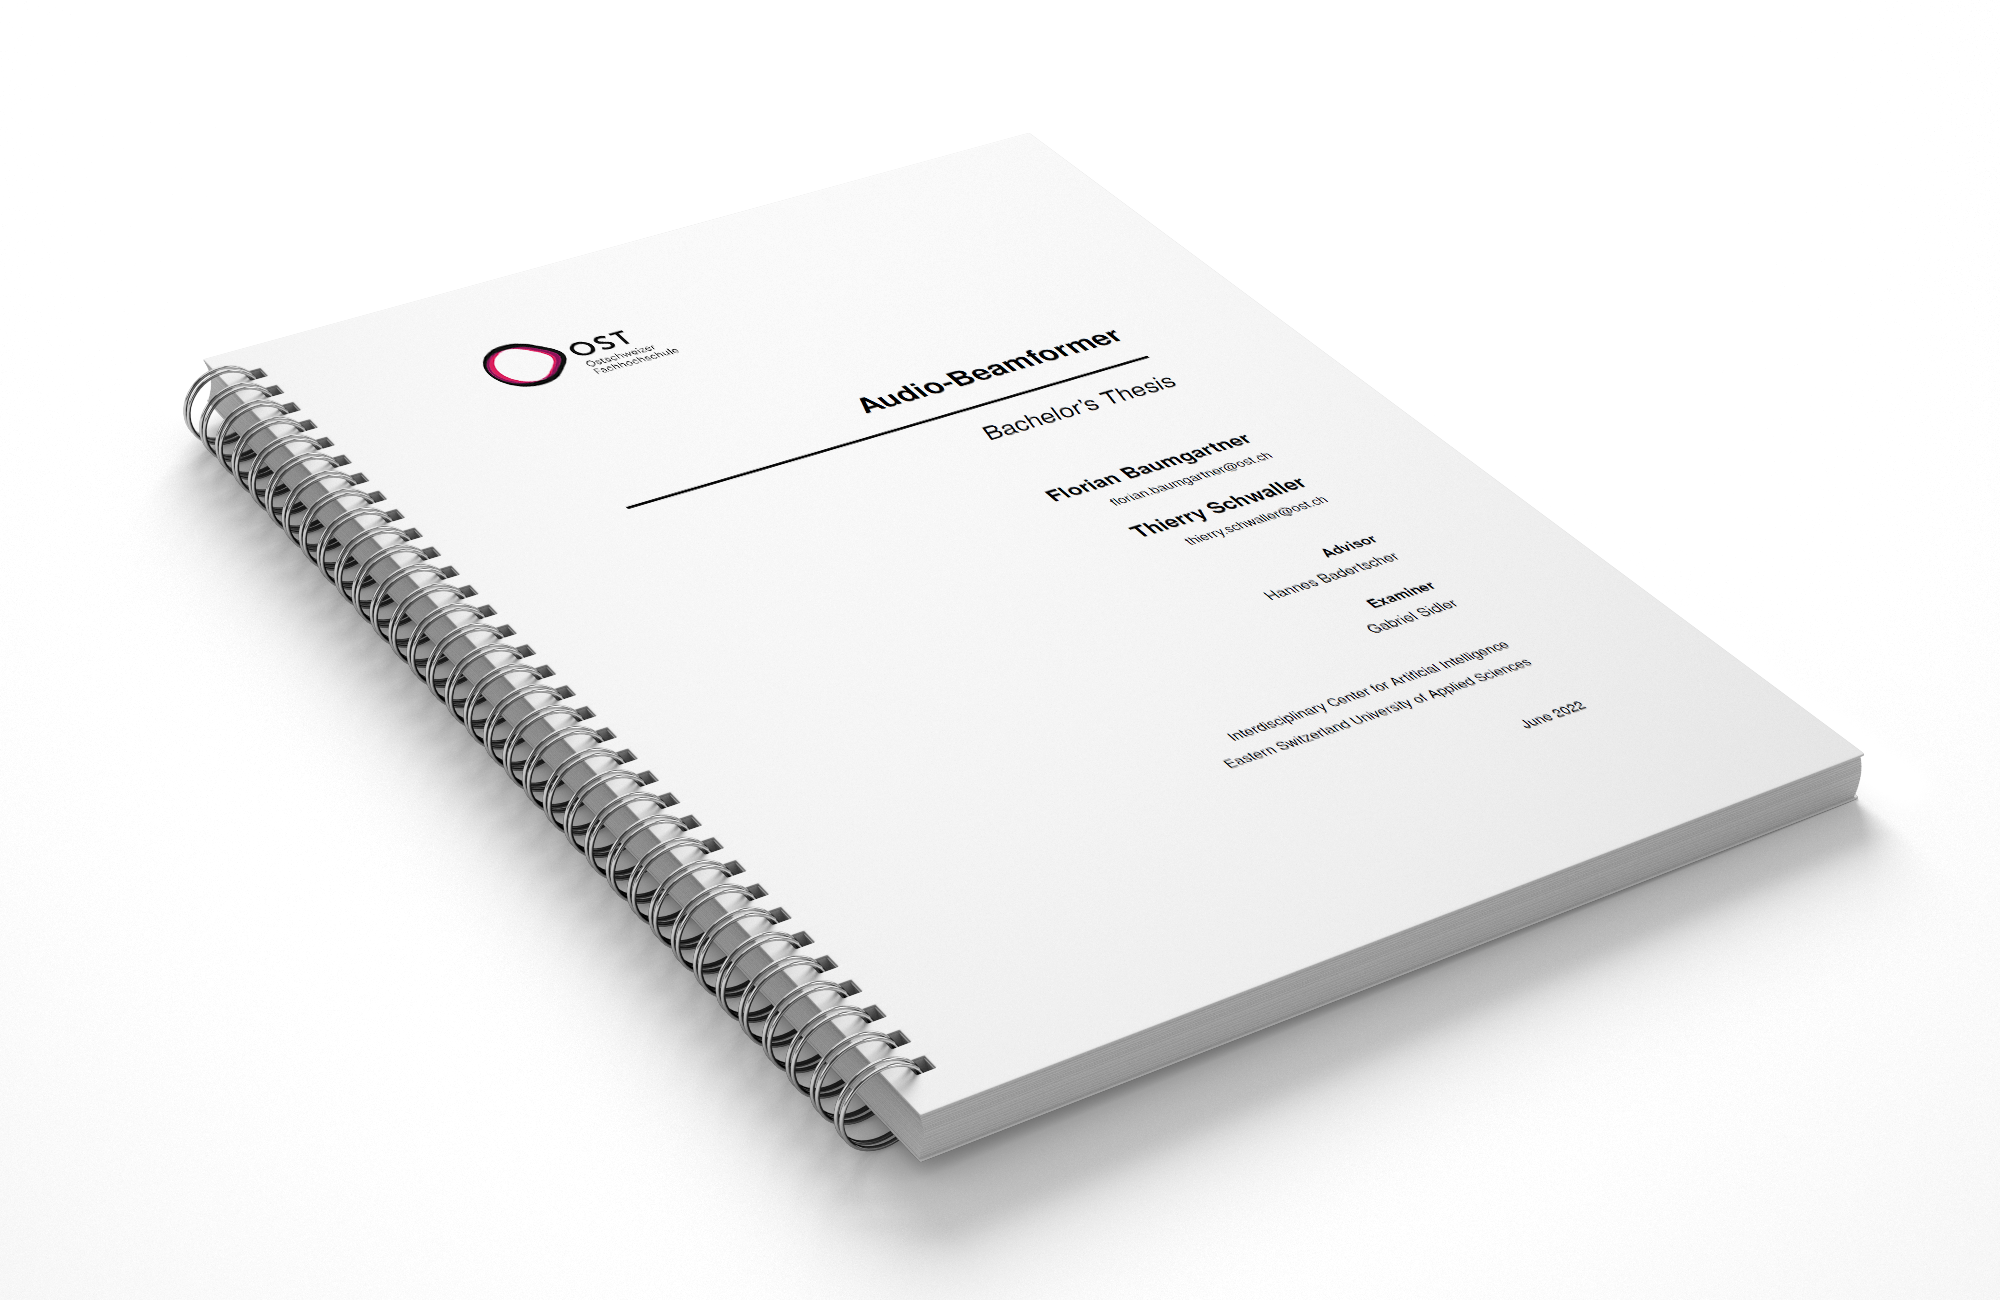 OST
Ostschweizer
Fachhochschule
Audio-Beamformer
Bachelor's Thesis
Florian Baumgartner
florian.baumgartner@ost.ch
Thierry Schwaller
thierry.schwaller@ost.ch
Advisor
Hannes Badertscher
Examiner
Gabriel Sidler
Interdisciplinary Center for Artificial Intelligence
Eastern Switzerland University of Applied Sciences
June 2022